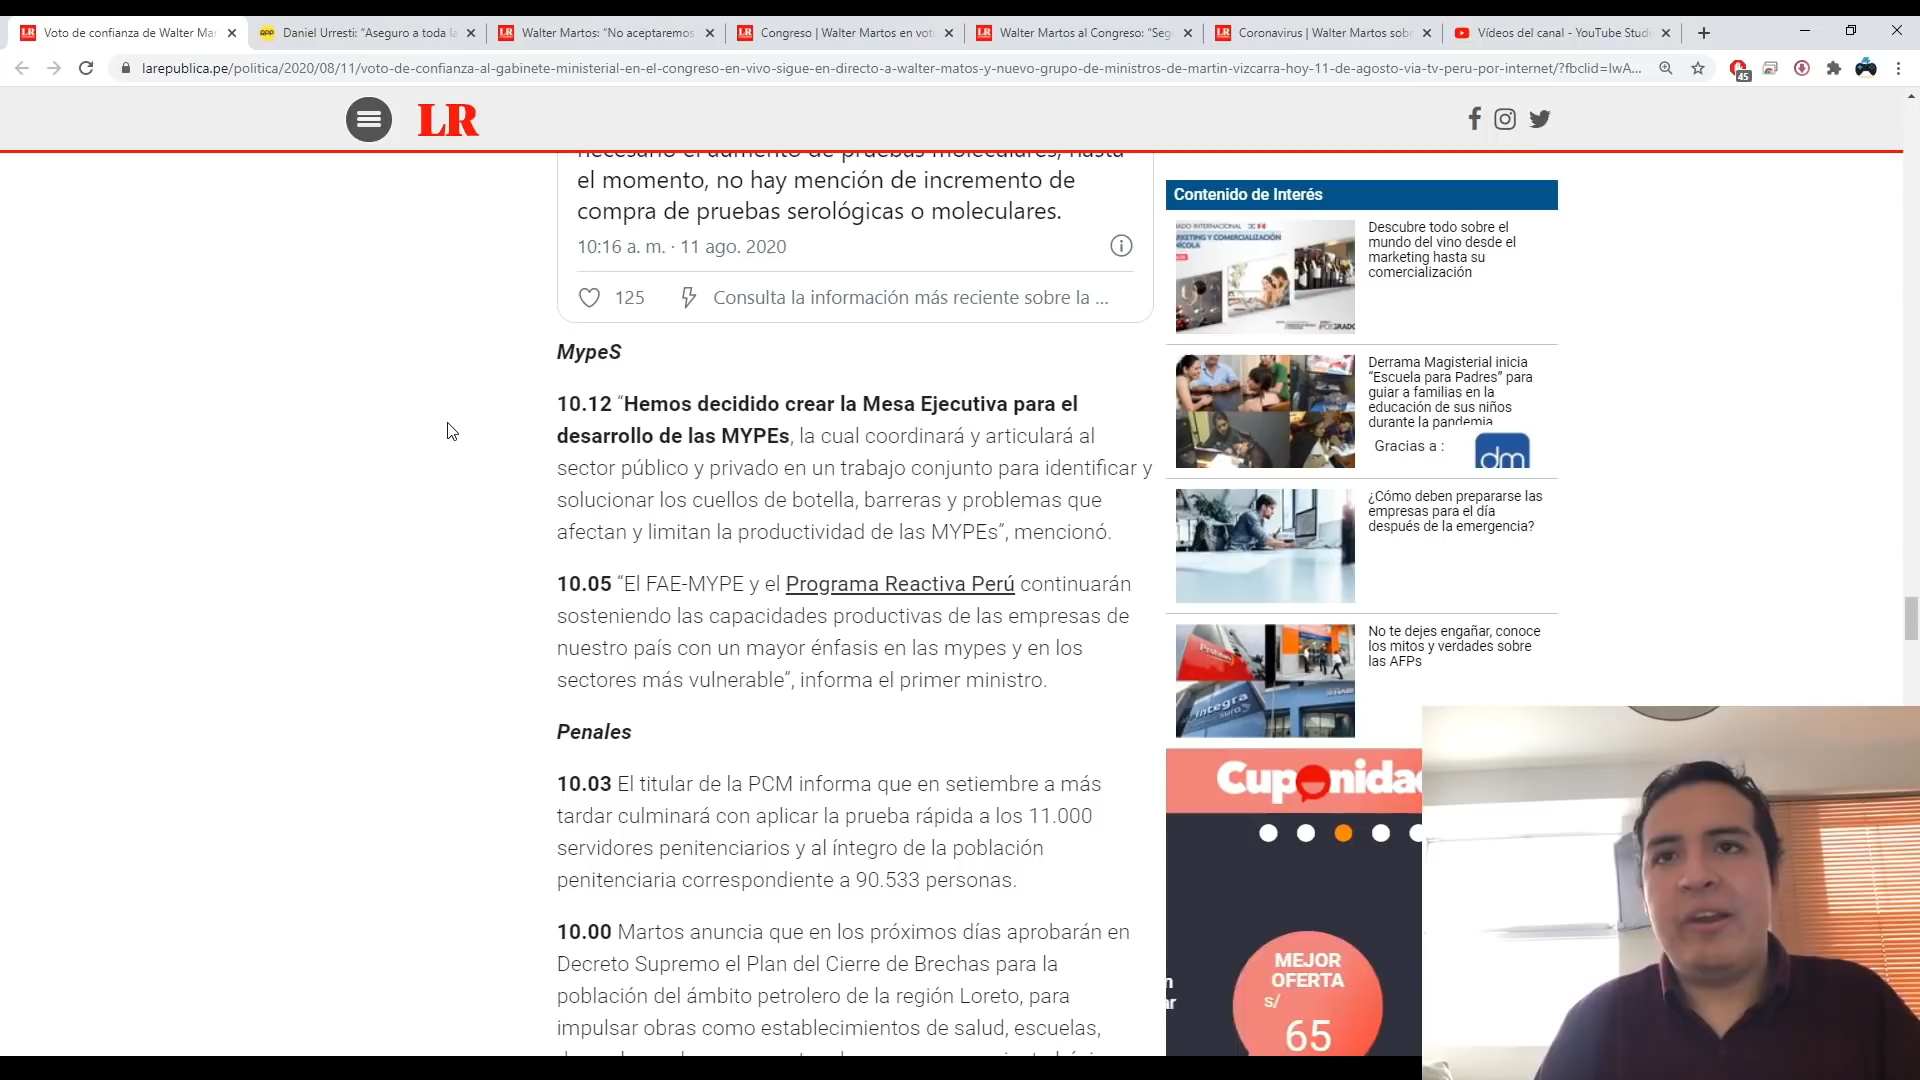 Voto de confianza de Walter Mar
Daniel Urresti: "Aseguro a toda la
Walter Martos: "No aceptaremos
Congreso | Walter Martos en vot
Walter Martos al Congreso: "Seg
Coronavirus | Walter Martos sob
Vídeos del canal - YouTube Stud
larepublica.pe/politica/2020/08/11/voto-de-confianza-al-gabinete-ministerial-en-el-congreso-en-vivo-sigue-en-directo-a-walter-matos-y-nuevo-grupo-de-ministros-de-martin-vizcarra-hoy-11-de-agosto-via-tv-peru-por-internet/?fbclid=IwA...
45
LR
necesario el aumento de pruebas moleculares, hasta
el momento, no hay mención de incremento de
compra de pruebas serológicas o moleculares.
10:16 a. m. · 11 ago. 2020
125
Consulta la información más reciente sobre la ...
MypeS
10.12 “Hemos decidido crear la Mesa Ejecutiva para el
desarrollo de las MYPEs, la cual coordinará y articulará al
sector público y privado en un trabajo conjunto para identificar y
solucionar los cuellos de botella, barreras y problemas que
afectan y limitan la productividad de las MYPEs”, mencionó.
10.05 “El FAE-MYPE y el Programa Reactiva Perú continuarán
sosteniendo las capacidades productivas de las empresas de
nuestro país con un mayor énfasis en las mypes y en los
sectores más vulnerable”, informa el primer ministro.
Penales
10.03 El titular de la PCM informa que en setiembre a más
tardar culminará con aplicar la prueba rápida a los 11.000
servidores penitenciarios y al íntegro de la población
penitenciaria correspondiente a 90.533 personas.
10.00 Martos anuncia que en los próximos días aprobarán en
Decreto Supremo el Plan del Cierre de Brechas para la
población del ámbito petrolero de la región Loreto, para
impulsar obras como establecimientos de salud, escuelas,
Contenido de Interés
Descubre todo sobre el
mundo del vino desde el
marketing hasta su
comercialización
Derrama Magisterial inicia
“Escuela para Padres” para
guiar a familias en la
educación de sus niños
durante la pandemia
Gracias a :
dm
¿Cómo deben prepararse las
empresas para el día
después de la emergencia?
No te dejes engañar, conoce
los mitos y verdades sobre
las AFPs
Integra
Cuponidad
MEJOR
OFERTA
s/
65